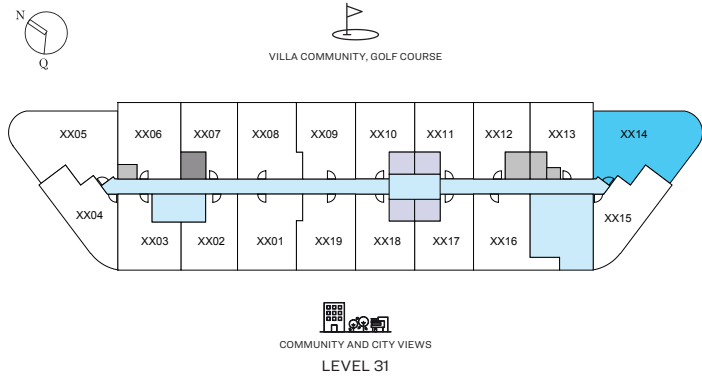 N
Q
VILLA COMMUNITY, GOLF COURSE
XX05
XX06
XX07
XX08
XX09
XX10
XX11
XX12
XX13
XX14
XX04
XX03
XX02
XX01
XX19
XX18
XX17
XX16
XX15
COMMUNITY AND CITY VIEWS
LEVEL 31